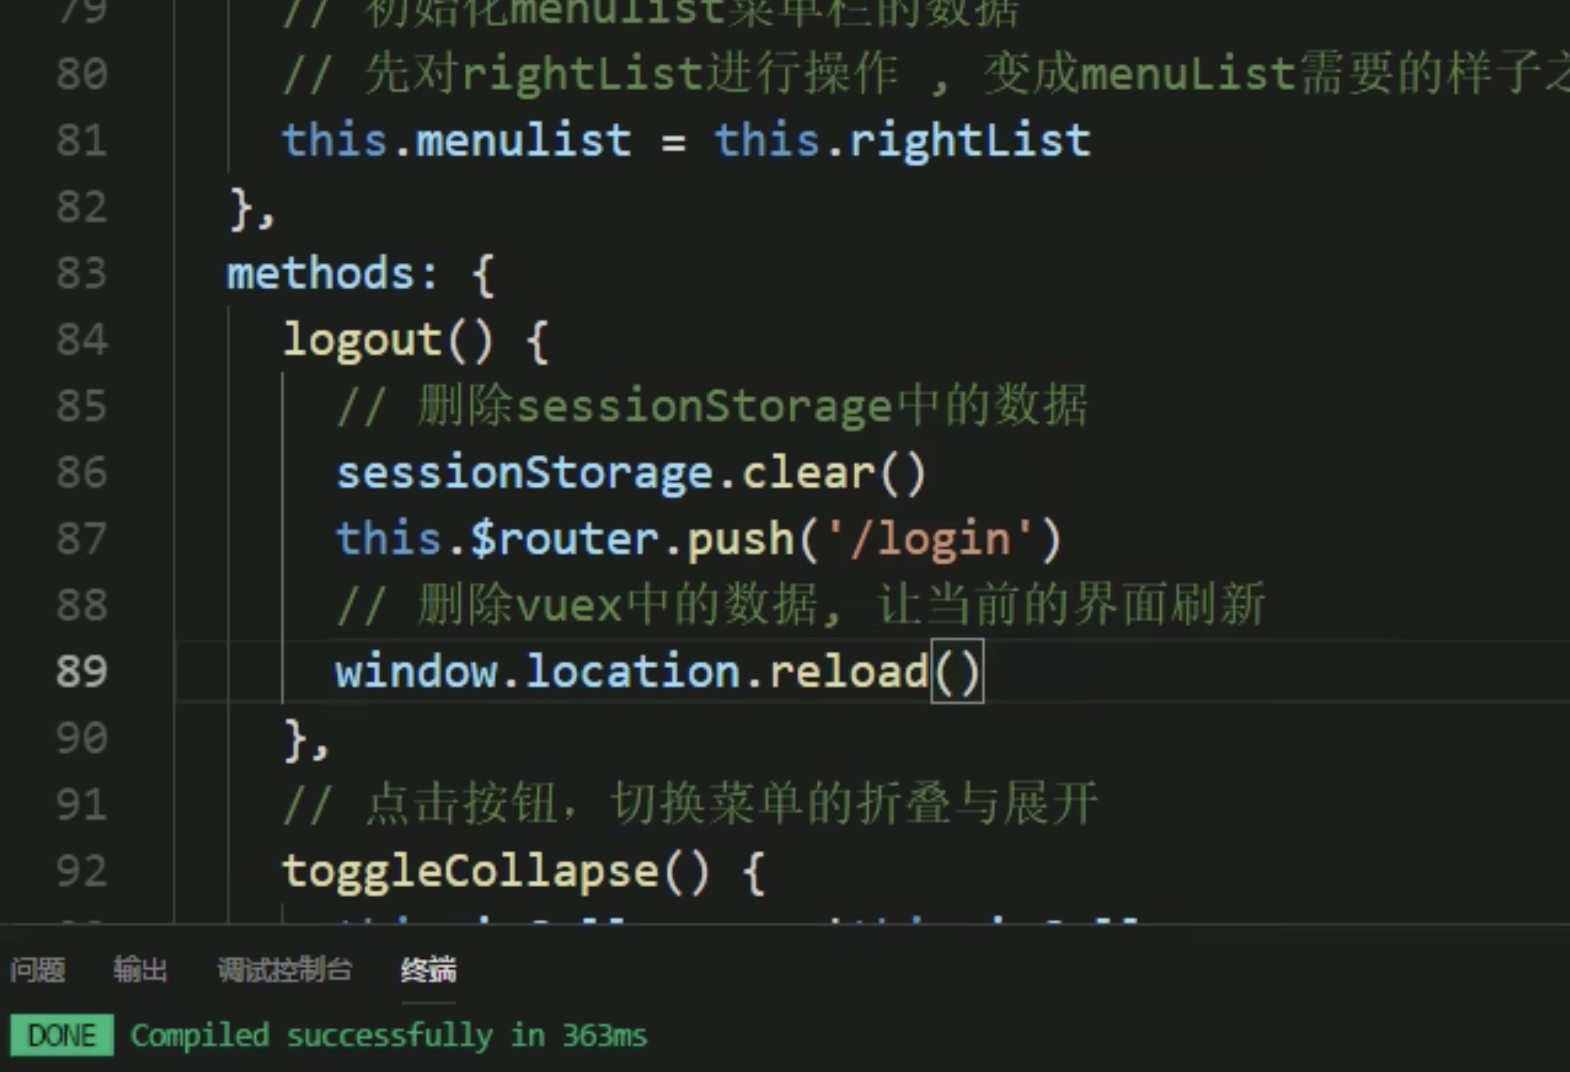 79 // 初始化menulist菜单栏的数据
80 // 先对rightList进行操作 , 变成menuList需要的样子之
81 this.menulist = this.rightList
82 },
83 methods: {
84 logout() {
85 // 删除sessionStorage中的数据
86 sessionStorage.clear()
87 this.$router.push('/login')
88 // 删除vuex中的数据, 让当前的界面刷新
89 window.location.reload()
90 },
91 // 点击按钮，切换菜单的折叠与展开
92 toggleCollapse() {
问题 输出 调试控制台 终端
DONE Compiled successfully in 363ms